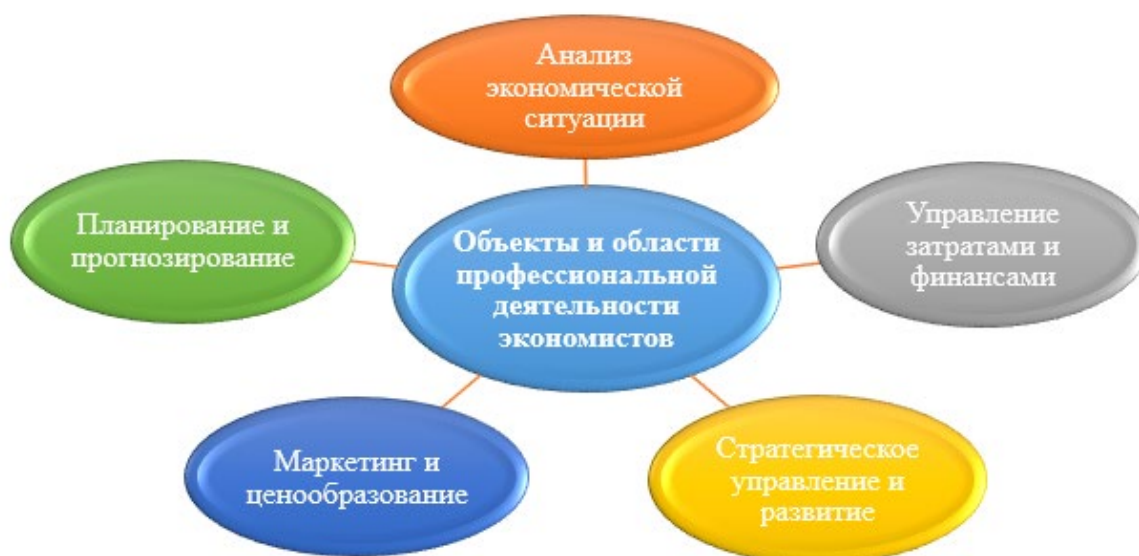 Анализ
экономической
ситуации
Планирование и
прогнозирование
Объекты и области
профессиональной
деятельности
экономистов
Управление
затратами и
финансами
Маркетинг и
ценообразование
Стратегическое
управление и
развитие